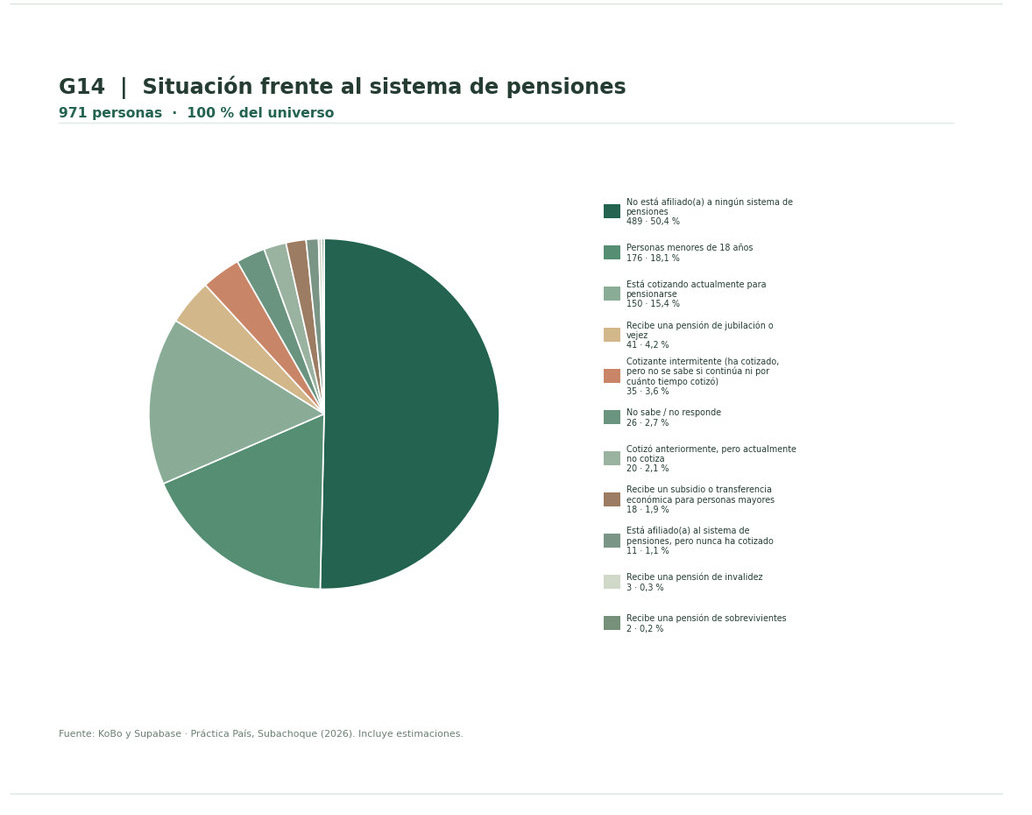 G14 | Situación frente al sistema de pensiones
971 personas · 100 % del universo
No está afiliado(a) a ningún sistema de
pensiones
489 · 50,4 %
Personas menores de 18 años
176 · 18,1 %
Está cotizando actualmente para
pensionarse
150 · 15,4 %
Recibe una pensión de jubilación o
vejez
41 · 4,2 %
Cotizante intermitente (ha cotizado,
pero no se sabe si continúa ni por
cuánto tiempo cotizó)
35 · 3,6 %
No sabe / no responde
26 · 2,7 %
Cotizó anteriormente, pero actualmente
no cotiza
20 · 2,1 %
Recibe un subsidio o transferencia
económica para personas mayores
18 · 1,9 %
Está afiliado(a) al sistema de
pensiones, pero nunca ha cotizado
11 · 1,1 %
Recibe una pensión de invalidez
3 · 0,3 %
Recibe una pensión de sobrevivientes
2 · 0,2 %
Fuente: KoBo y Supabase · Práctica País, Subachoque (2026). Incluye estimaciones.